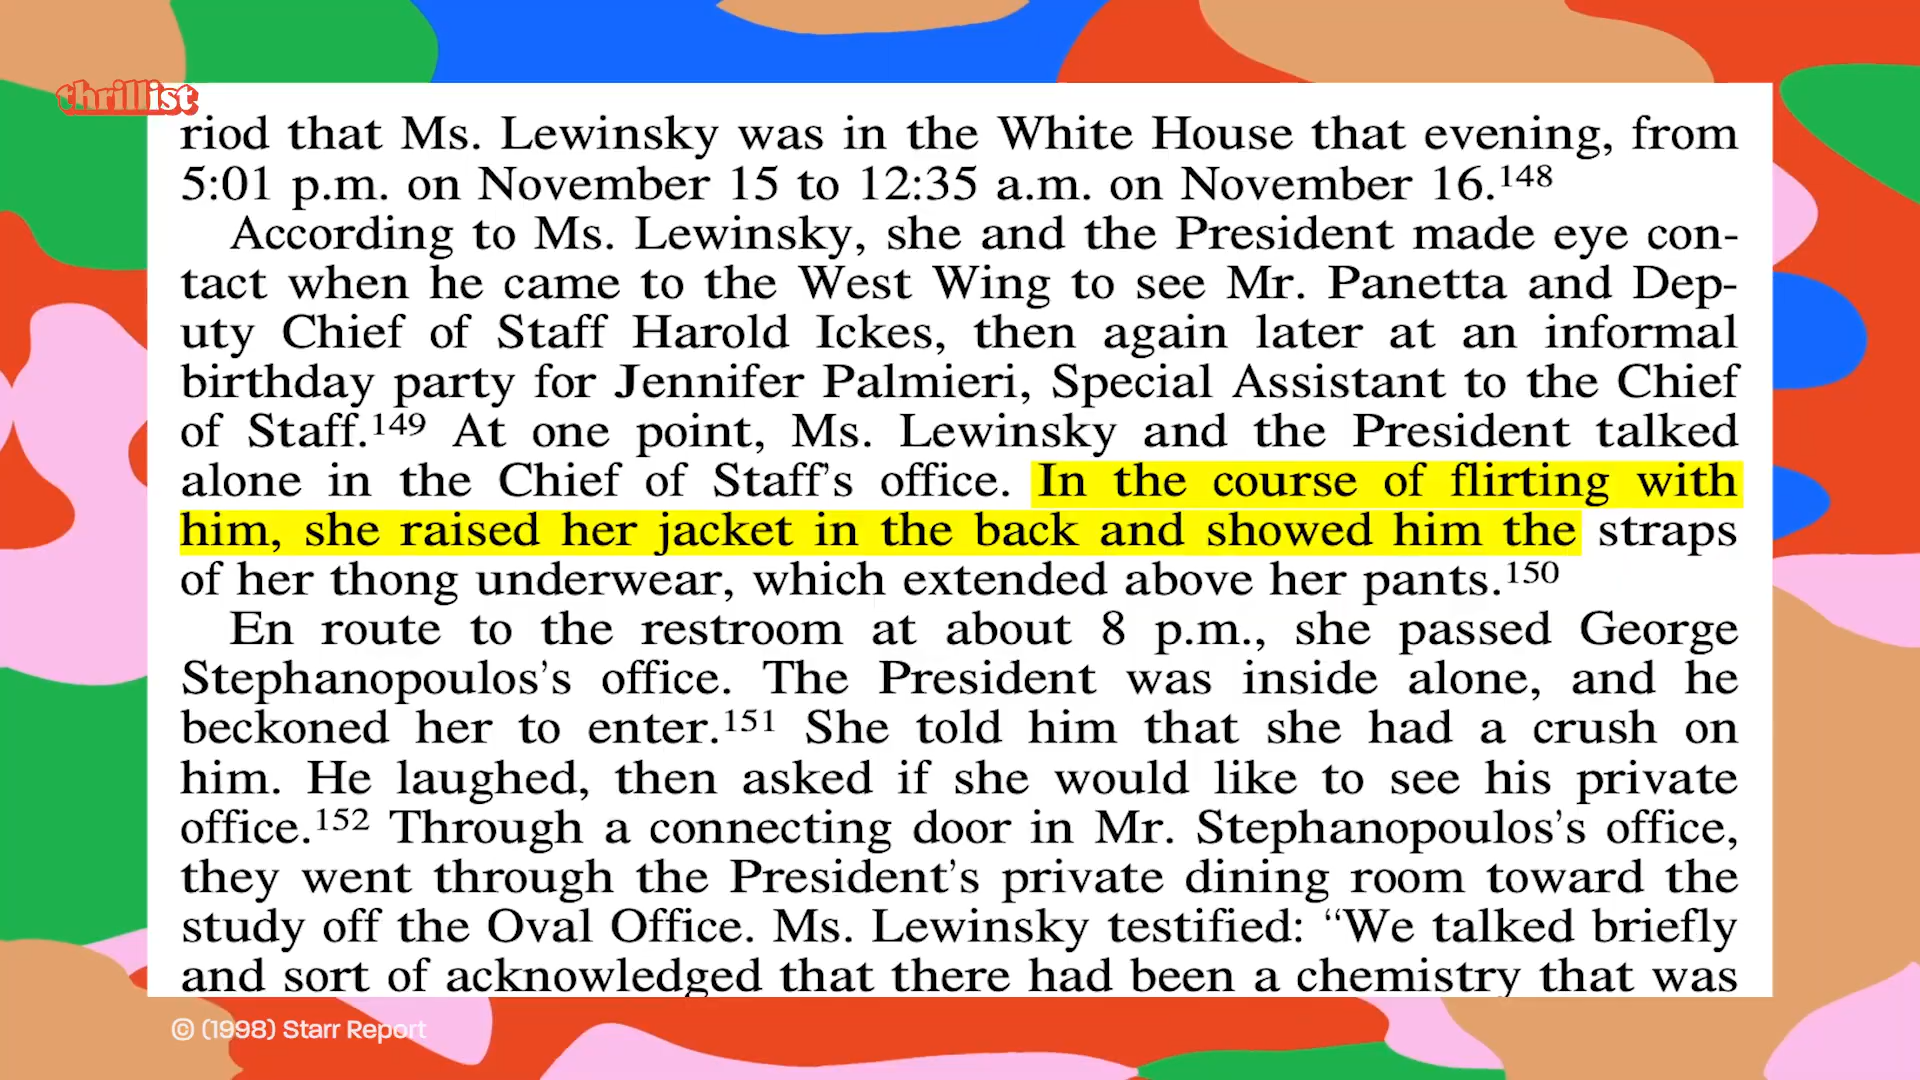 thrillist
riod that Ms. Lewinsky was in the White House that evening, from
5:01 p.m. on November 15 to 12:35 a.m. on November 16.148
According to Ms. Lewinsky, she and the President made eye con-
tact when he came to the West Wing to see Mr. Panetta and Dep-
uty Chief of Staff Harold Ickes, then again later at an informal
birthday party for Jennifer Palmieri, Special Assistant to the Chief
of Staff.149 At one point, Ms. Lewinsky and the President talked
alone in the Chief of Staff's office. In the course of flirting with
him, she raised her jacket in the back and showed him the straps
of her thong underwear, which extended above her pants.150
En route to the restroom at about 8 p.m., she passed George
Stephanopoulos's office. The President was inside alone, and he
beckoned her to enter.151 She told him that she had a crush on
him. He laughed, then asked if she would like to see his private
office.152 Through a connecting door in Mr. Stephanopoulos's office,
they went through the President's private dining room toward the
study off the Oval Office. Ms. Lewinsky testified: “We talked briefly
and sort of acknowledged that there had been a chemistry that was
© (1998) Starr Report